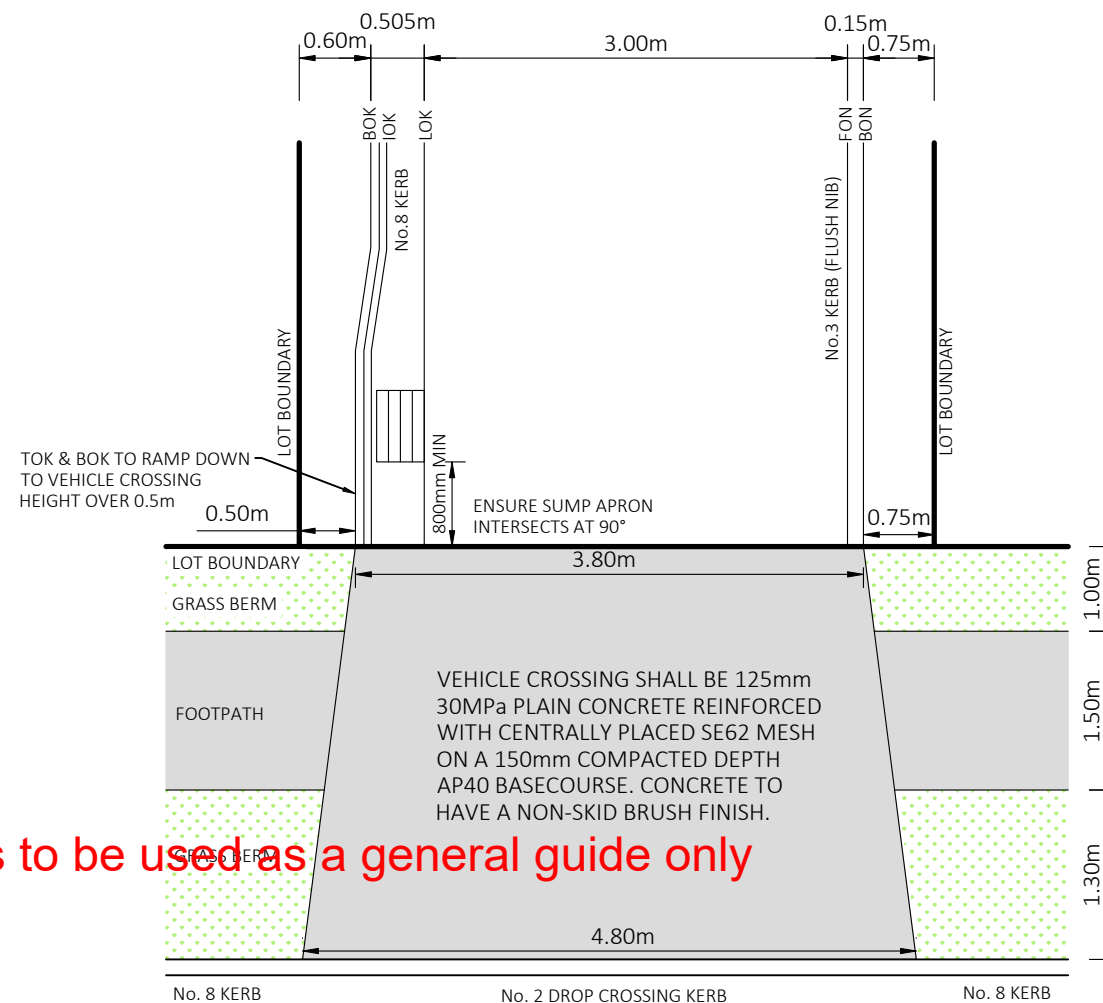 0.505m
0.15m
0.60m
3.00m
0.75m
BOK
IOK
LOK
FON
BON
No.8 KERB
No.3 KERB (FLUSH NIB)
LOT BOUNDARY
LOT BOUNDARY
TOK & BOK TO RAMP DOWN
TO VEHICLE CROSSING
HEIGHT OVER 0.5m
800mm MIN
ENSURE SUMP APRON
INTERSECTS AT 90°
0.50m
0.75m
LOT BOUNDARY
3.80m
GRASS BERM
1.00m
VEHICLE CROSSING SHALL BE 125mm
30MPa PLAIN CONCRETE REINFORCED
WITH CENTRALLY PLACED SE62 MESH
ON A 150mm COMPACTED DEPTH
AP40 BASECOURSE. CONCRETE TO
HAVE A NON-SKID BRUSH FINISH.
FOOTPATH
1.50m
s to be used as a general guide only
GRASS BERM
1.30m
4.80m
No. 8 KERB
No. 2 DROP CROSSING KERB
No. 8 KERB